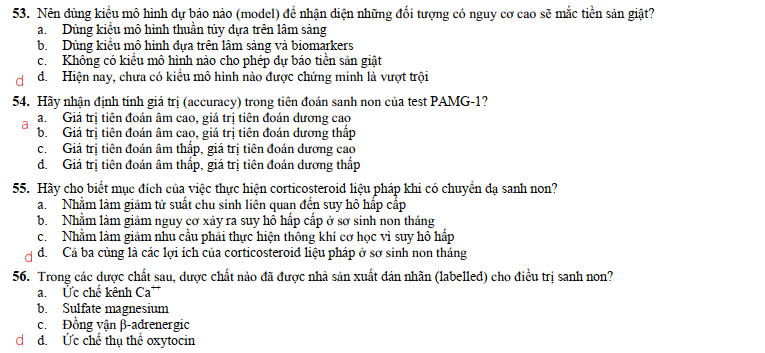 53. Nên dùng kiểu mô hình dự báo nào (model) để nhận diện những đối tượng có nguy cơ cao sẽ mắc tiền sản giật?
a. Dùng kiểu mô hình thuần túy dựa trên lâm sàng
b. Dùng kiểu mô hình dựa trên lâm sàng và biomarkers
c. Không có kiểu mô hình nào cho phép dự báo tiền sản giật
d d. Hiện nay, chưa có kiểu mô hình nào được chứng minh là vượt trội
54. Hãy nhận định tính giá trị (accuracy) trong tiên đoán sanh non của test PAMG-1?
a a. Giá trị tiên đoán âm cao, giá trị tiên đoán dương cao
b. Giá trị tiên đoán âm cao, giá trị tiên đoán dương thấp
c. Giá trị tiên đoán âm thấp, giá trị tiên đoán dương cao
d. Giá trị tiên đoán âm thấp, giá trị tiên đoán dương thấp
55. Hãy cho biết mục đích của việc thực hiện corticosteroid liệu pháp khi có chuyển dạ sanh non?
a. Nhằm làm giảm tử suất chu sinh liên quan đến suy hô hấp cấp
b. Nhằm làm giảm nguy cơ xảy ra suy hô hấp cấp ở sơ sinh non tháng
c. Nhằm làm giảm nhu cầu phải thực hiện thông khí cơ học vì suy hô hấp
d d. Cả ba cùng là các lợi ích của corticosteroid liệu pháp ở sơ sinh non tháng
56. Trong các dược chất sau, dược chất nào đã được nhà sản xuất dán nhãn (labelled) cho điều trị sanh non?
a. Ức chế kênh Ca⁺⁺
b. Sulfate magnesium
c. Đồng vận β-adrenergic
d d. Ức chế thụ thể oxytocin